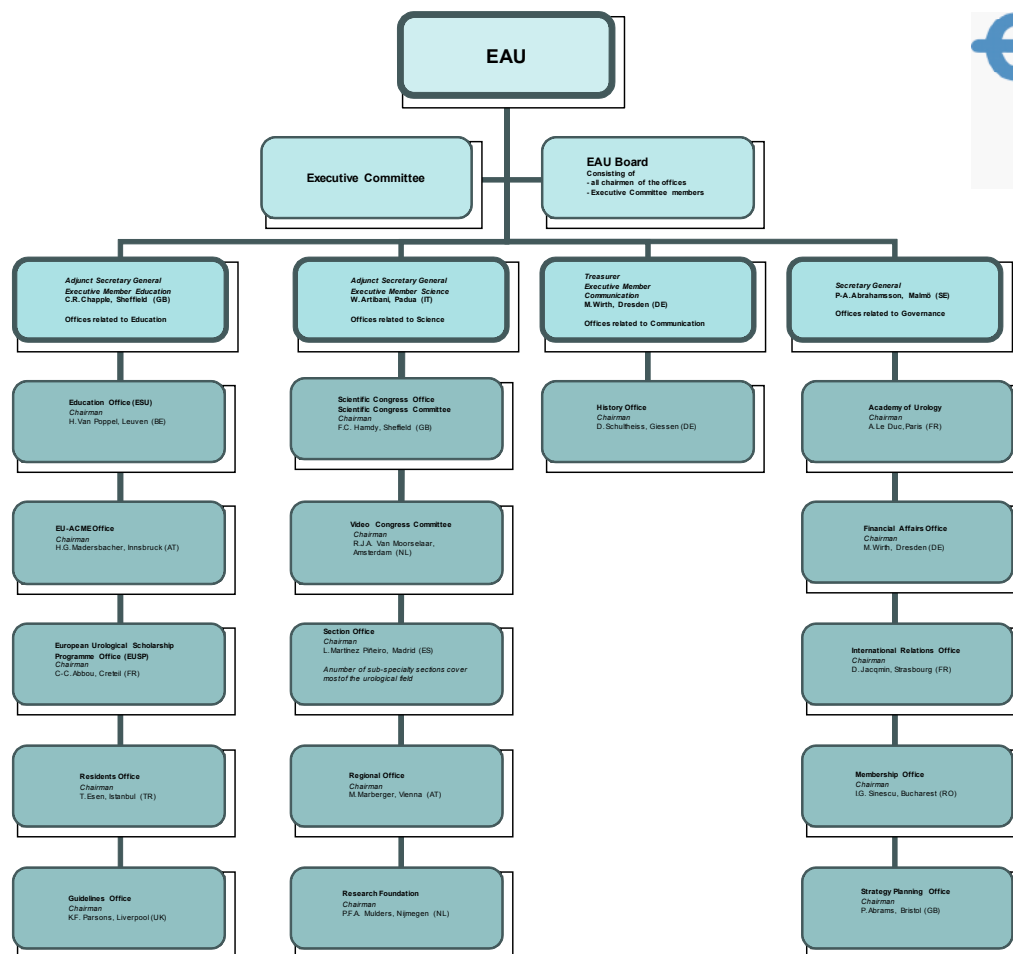 EAU
Executive Committee
EAU Board
Consisting of
- all chairmen of the offices
- Executive Committee members
Adjunct Secretary General
Executive Member Education
C.R.Chapple, Sheffield (GB)
Offices related to Education
Adjunct Secretary General
Executive Member Science
W.Artibani, Padua (IT)
Offices related to Science
Treasurer
Executive Member
Communication
M.Wirth, Dresden (DE)
Offices related to Communication
Secretary General
P-A.Abrahamsson, Malmö (SE)
Offices related to Governance
Education Office (ESU)
Chairman
H.Van Poppel, Leuven (BE)
Scientific Congress Office
Scientific Congress Committee
Chairman
F.C. Hamdy, Sheffield (GB)
History Office
Chairman
D.Schultheiss, Giessen (DE)
Academy of Urology
Chairman
A.Le Duc, Paris (FR)
EU-ACME Office
Chairman
H.G.Madersbacher, Innsbruck (AT)
Video Congress Committee
Chairman
R.J.A. Van Moorselaar,
Amsterdam (NL)
Financial Affairs Office
Chairman
M.Wirth, Dresden (DE)
European Urological Scholarship
Programme Office (EUSP)
Chairman
C-C.Abbou, Creteil (FR)
Section Office
Chairman
L.Martínez Piñeiro, Madrid (ES)
A number of sub-specialty sections cover
most of the urological field
International Relations Office
Chairman
D.Jacqmin, Strasbourg (FR)
Residents Office
Chairman
T.Esen, Istanbul (TR)
Regional Office
Chairman
M.Marberger, Vienna (AT)
Membership Office
Chairman
I.G. Sinescu, Bucharest (RO)
Guidelines Office
Chairman
K.F. Parsons, Liverpool (UK)
Research Foundation
Chairman
P.F.A. Mulders, Nijmegen (NL)
Strategy Planning Office
Chairman
P.Abrams, Bristol (GB)